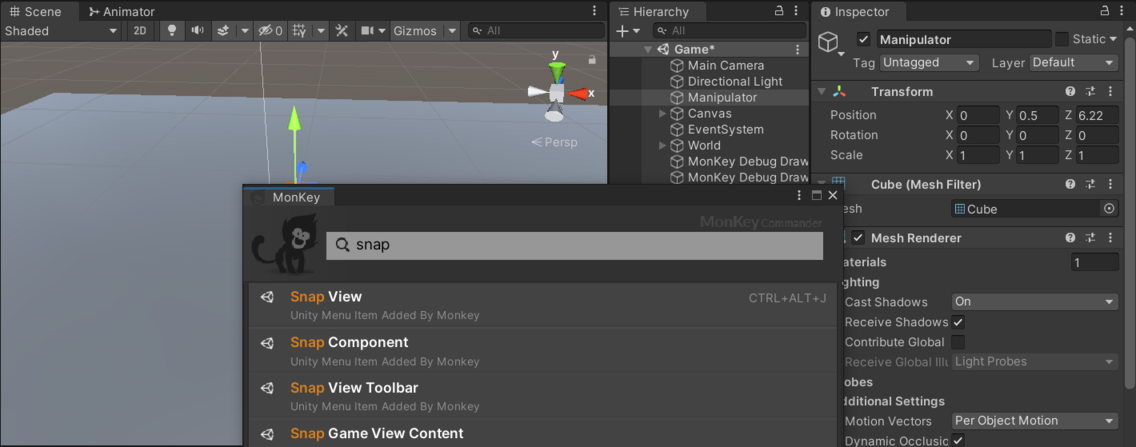 Scene
Animator
Shaded
2D
0
Gizmos
All
y
x
Persp
Hierarchy
All
Game*
Main Camera
Directional Light
Manipulator
Canvas
EventSystem
World
MonKey Debug Draw
MonKey Debug Draw
Inspector
Manipulator
Static
Tag Untagged Layer Default
Transform
Position X 0 Y 0.5 Z 6.22
Rotation X 0 Y 0 Z 0
Scale X 1 Y 1 Z 1
Cube (Mesh Filter)
esh Cube
Mesh Renderer
aterials 1
ghting
Cast Shadows On
Receive Shadows
Contribute Global
Receive Global Illu Light Probes
obes
dditional Settings
Motion Vectors Per Object Motion
Dynamic Occlusic
MonKey
MonKey Commander
snap
Snap View CTRL+ALT+J
Unity Menu Item Added By Monkey
Snap Component
Unity Menu Item Added By Monkey
Snap View Toolbar
Unity Menu Item Added By Monkey
Snap Game View Content